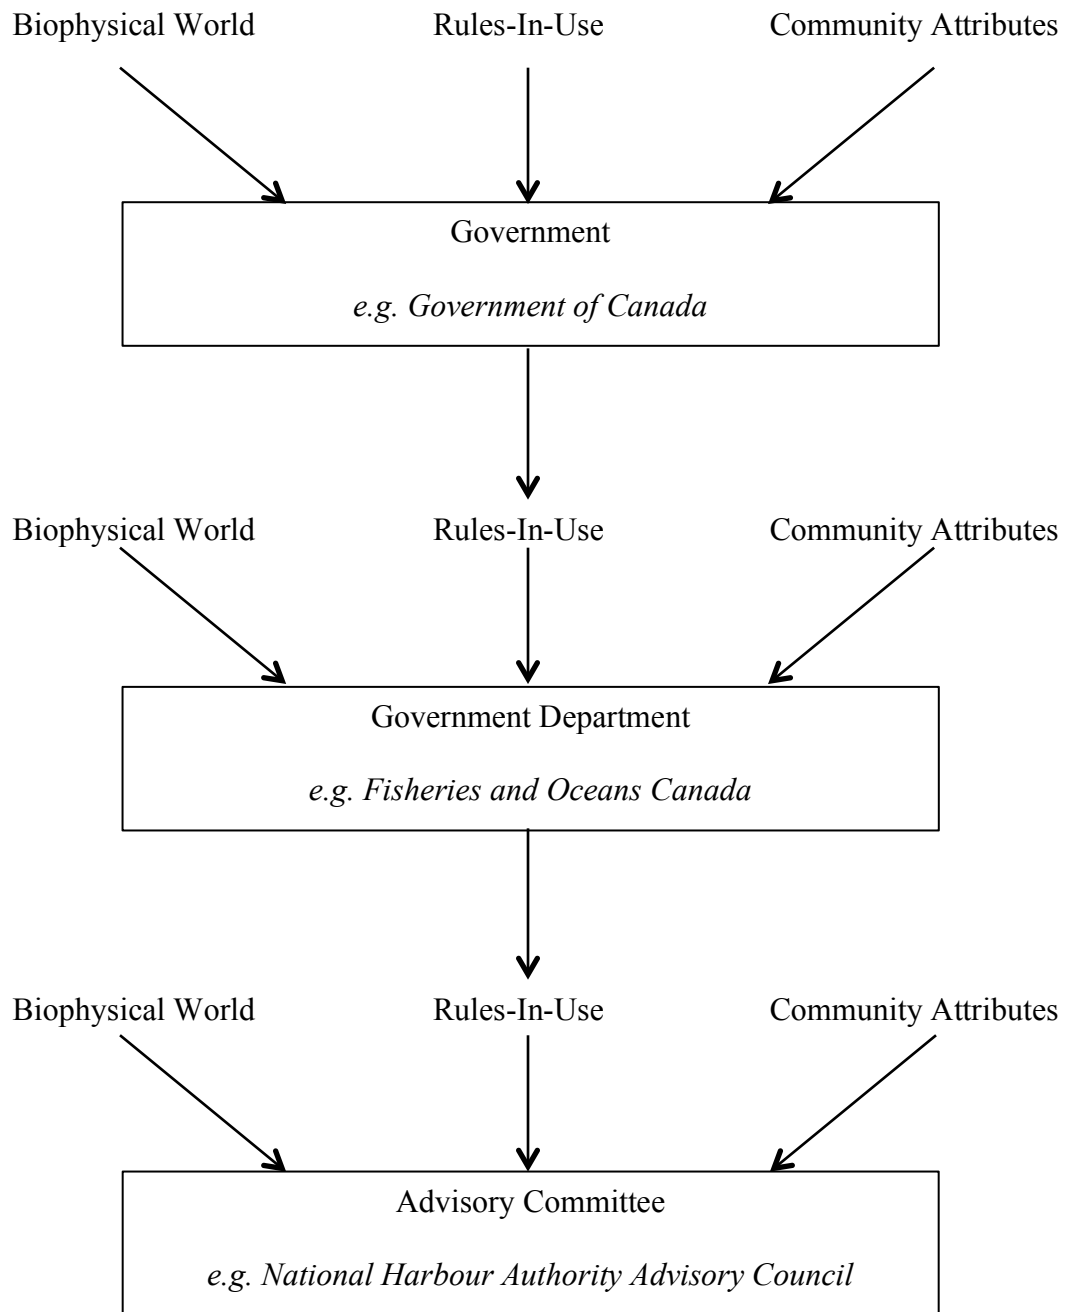 Biophysical World Rules-In-Use Community Attributes
Government
e.g. Government of Canada
Biophysical World Rules-In-Use Community Attributes
Government Department
e.g. Fisheries and Oceans Canada
Biophysical World Rules-In-Use Community Attributes
Advisory Committee
e.g. National Harbour Authority Advisory Council